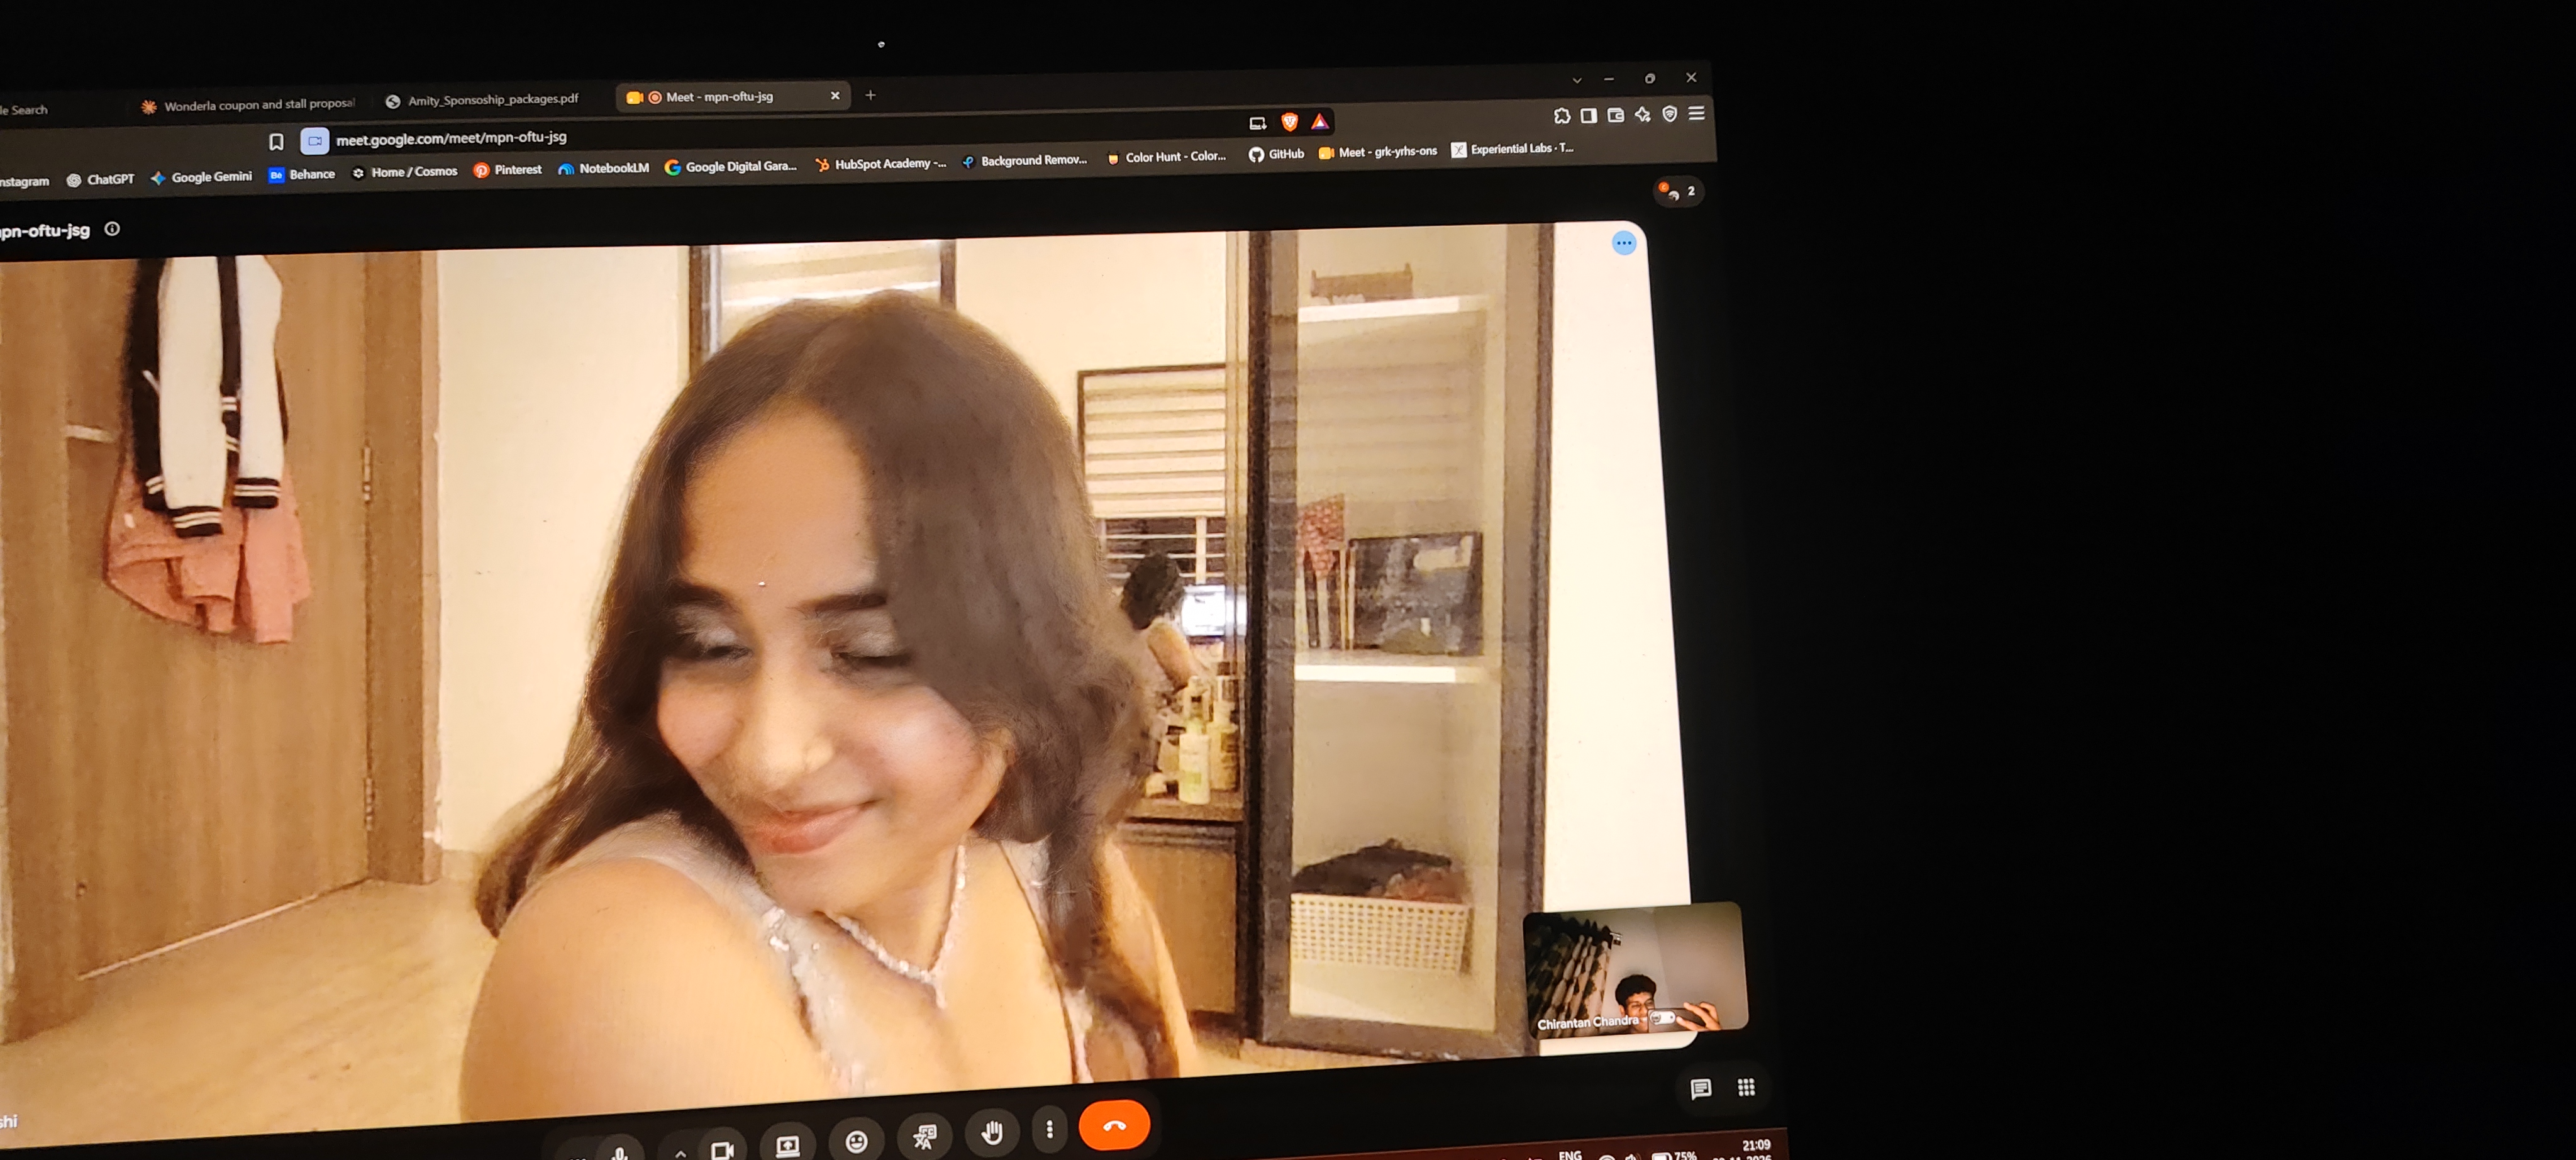 le Search
Wonderla coupon and stall proposal
Amity_Sponsoship_packages.pdf
Meet - mpn-oftu-jsg
meet.google.com/meet/mpn-oftu-jsg
nstagram
ChatGPT
Google Gemini
Bē Behance
Home / Cosmos
Pinterest
NotebookLM
Google Digital Gara...
HubSpot Academy -...
Background Remov...
Color Hunt - Color...
GitHub
Meet - grk-yrhs-ons
Experiential Labs · T...
2
pn-oftu-jsg
Chirantan Chandra
shi
ENG
75%
21:09